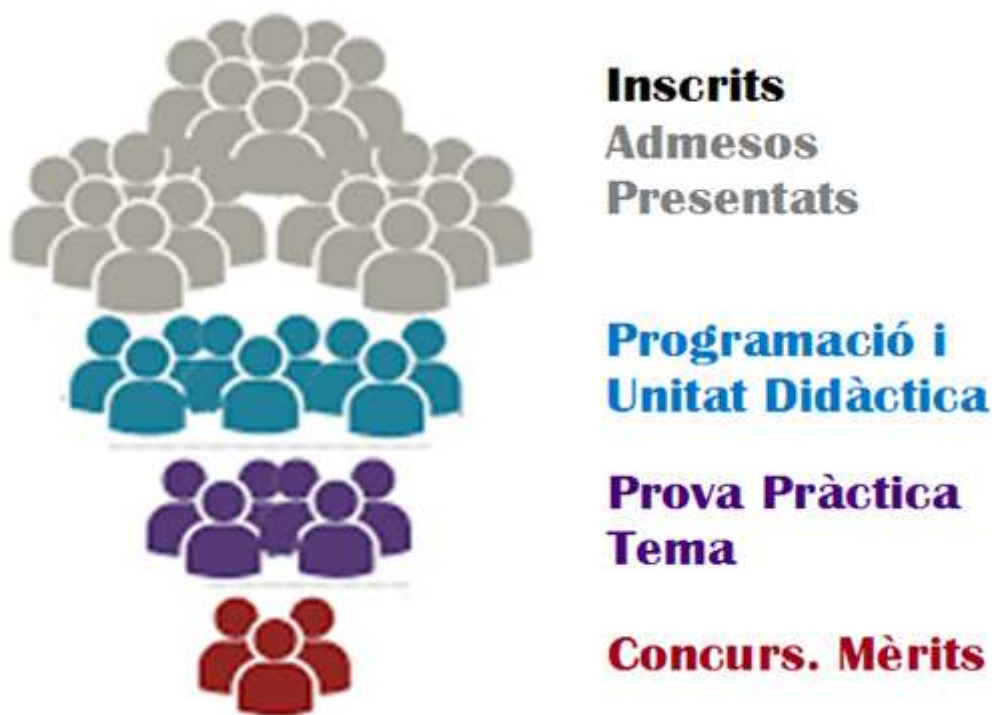 Inscrits
Admesos
Presentats
Programació i
Unitat Didàctica
Prova Pràctica
Tema
Concurs. Mèrits